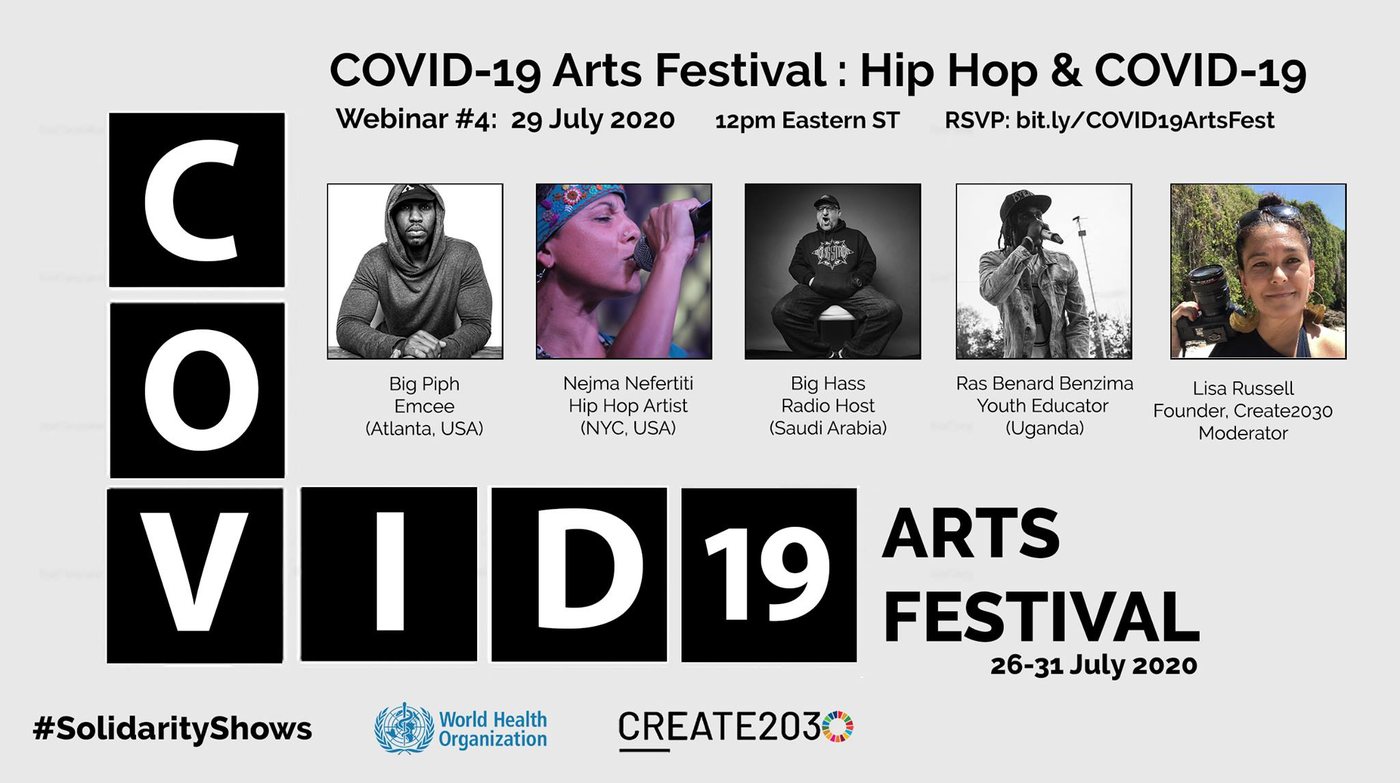 COVID-19 Arts Festival : Hip Hop & COVID-19
Webinar #4: 29 July 2020 12pm Eastern ST RSVP: bit.ly/COVID19ArtsFest
Big Piph
Emcee
(Atlanta, USA)
Nejma Nefertiti
Hip Hop Artist
(NYC, USA)
Big Hass
Radio Host
(Saudi Arabia)
Ras Benard Benzima
Youth Educator
(Uganda)
Lisa Russell
Founder, Create2030
Moderator
C
O
V I D 19
ARTS
FESTIVAL
26-31 July 2020
#SolidarityShows
World Health
Organization
CREATE2030